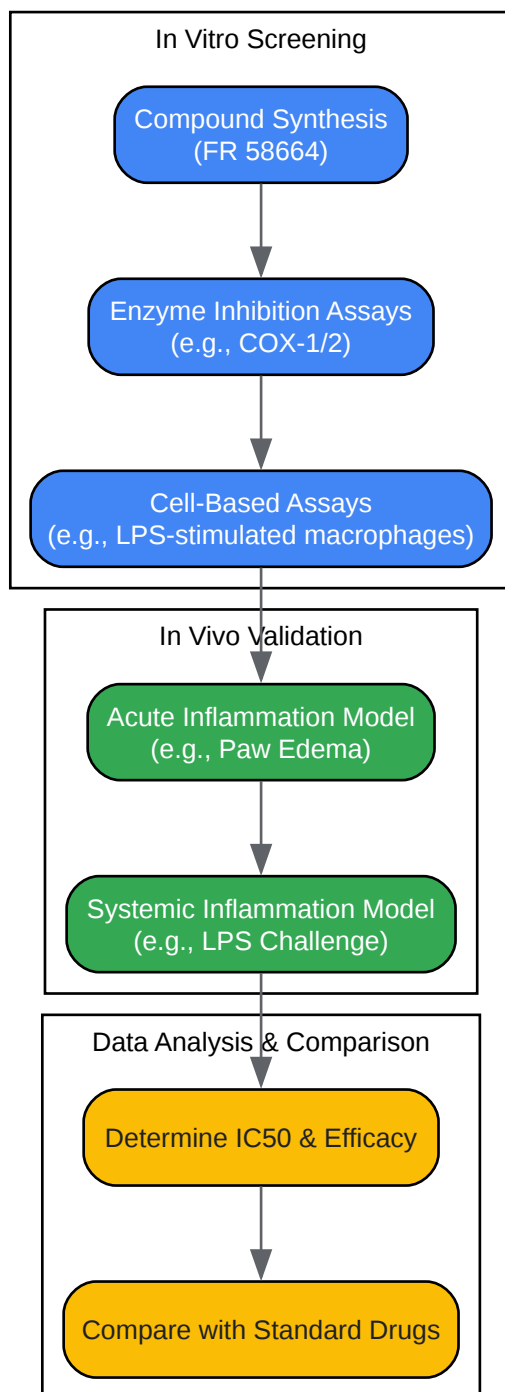 In Vitro Screening
Compound Synthesis
(FR 58664)
Enzyme Inhibition Assays
(e.g., COX-1/2)
Cell-Based Assays
(e.g., LPS-stimulated macrophages)
In Vivo Validation
Acute Inflammation Model
(e.g., Paw Edema)
Systemic Inflammation Model
(e.g., LPS Challenge)
Data Analysis & Comparison
Determine IC50 & Efficacy
Compare with Standard Drugs